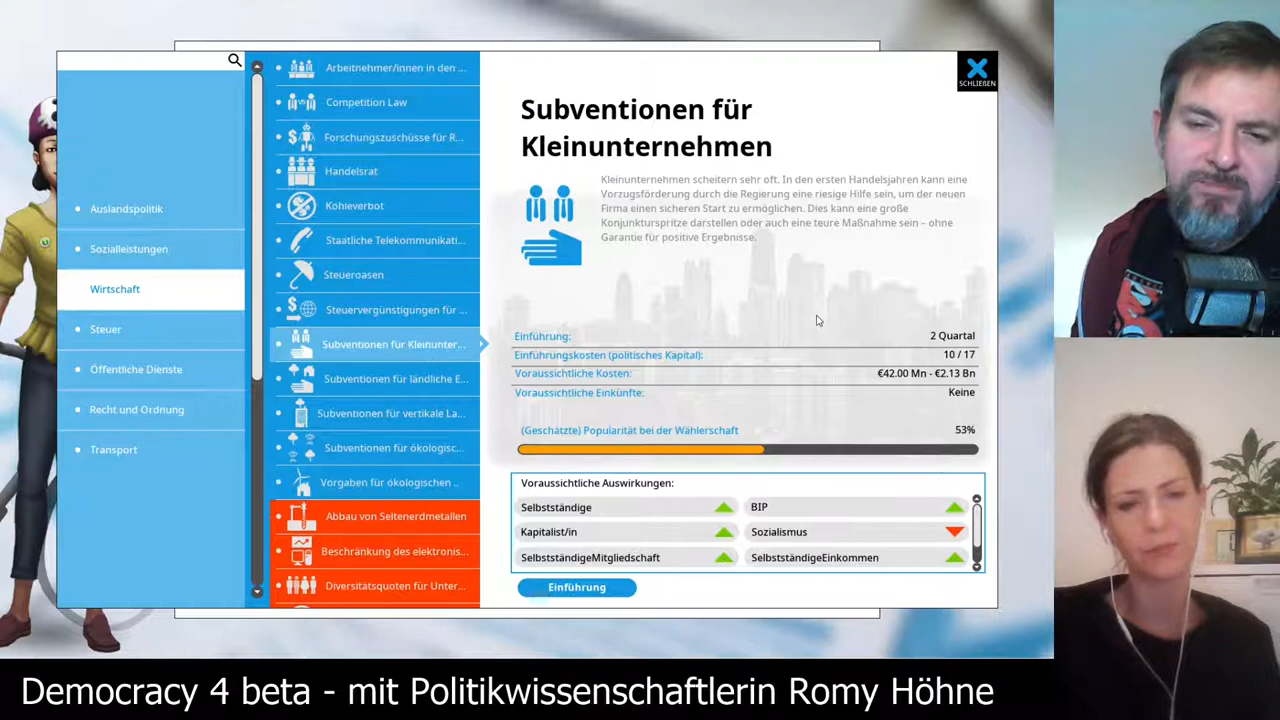 SCHLIEßEN
Auslandspolitik
Sozialleistungen
Wirtschaft
Steuer
Öffentliche Dienste
Recht und Ordnung
Transport
Arbeitnehmer/innen in den ...
Competition Law
Forschungszuschüsse für R...
Handelsrat
Kohleverbot
Staatliche Telekommunikati...
Steueroasen
Steuervergünstigungen für ...
Subventionen für Kleinunter...
Subventionen für ländliche E...
Subventionen für vertikale La...
Subventionen für ökologisc...
Vorgaben für ökologischen ..
Abbau von Seltenerdmetallen
Beschränkung des elektronis...
Diversitätsquoten für Unter...
Subventionen für
Kleinunternehmen
Kleinunternehmen scheitern sehr oft. In den ersten Handelsjahren kann eine
Vorzugsförderung durch die Regierung eine riesige Hilfe sein, um der neuen
Firma einen sicheren Start zu ermöglichen. Dies kann eine große
Konjunkturspritze darstellen oder auch eine teure Maßnahme sein – ohne
Garantie für positive Ergebnisse.
Einführung: 2 Quartal
Einführungskosten (politisches Kapital): 10 / 17
Voraussichtliche Kosten: €42.00 Mn - €2.13 Bn
Voraussichtliche Einkünfte: Keine
(Geschätzte) Popularität bei der Wählerschaft 53%
Voraussichtliche Auswirkungen:
Selbstständige BIP
Kapitalist/in Sozialismus
SelbstständigeMitgliedschaft SelbstständigeEinkommen
Einführung
Democracy 4 beta - mit Politikwissenschaftlerin Romy Höhne